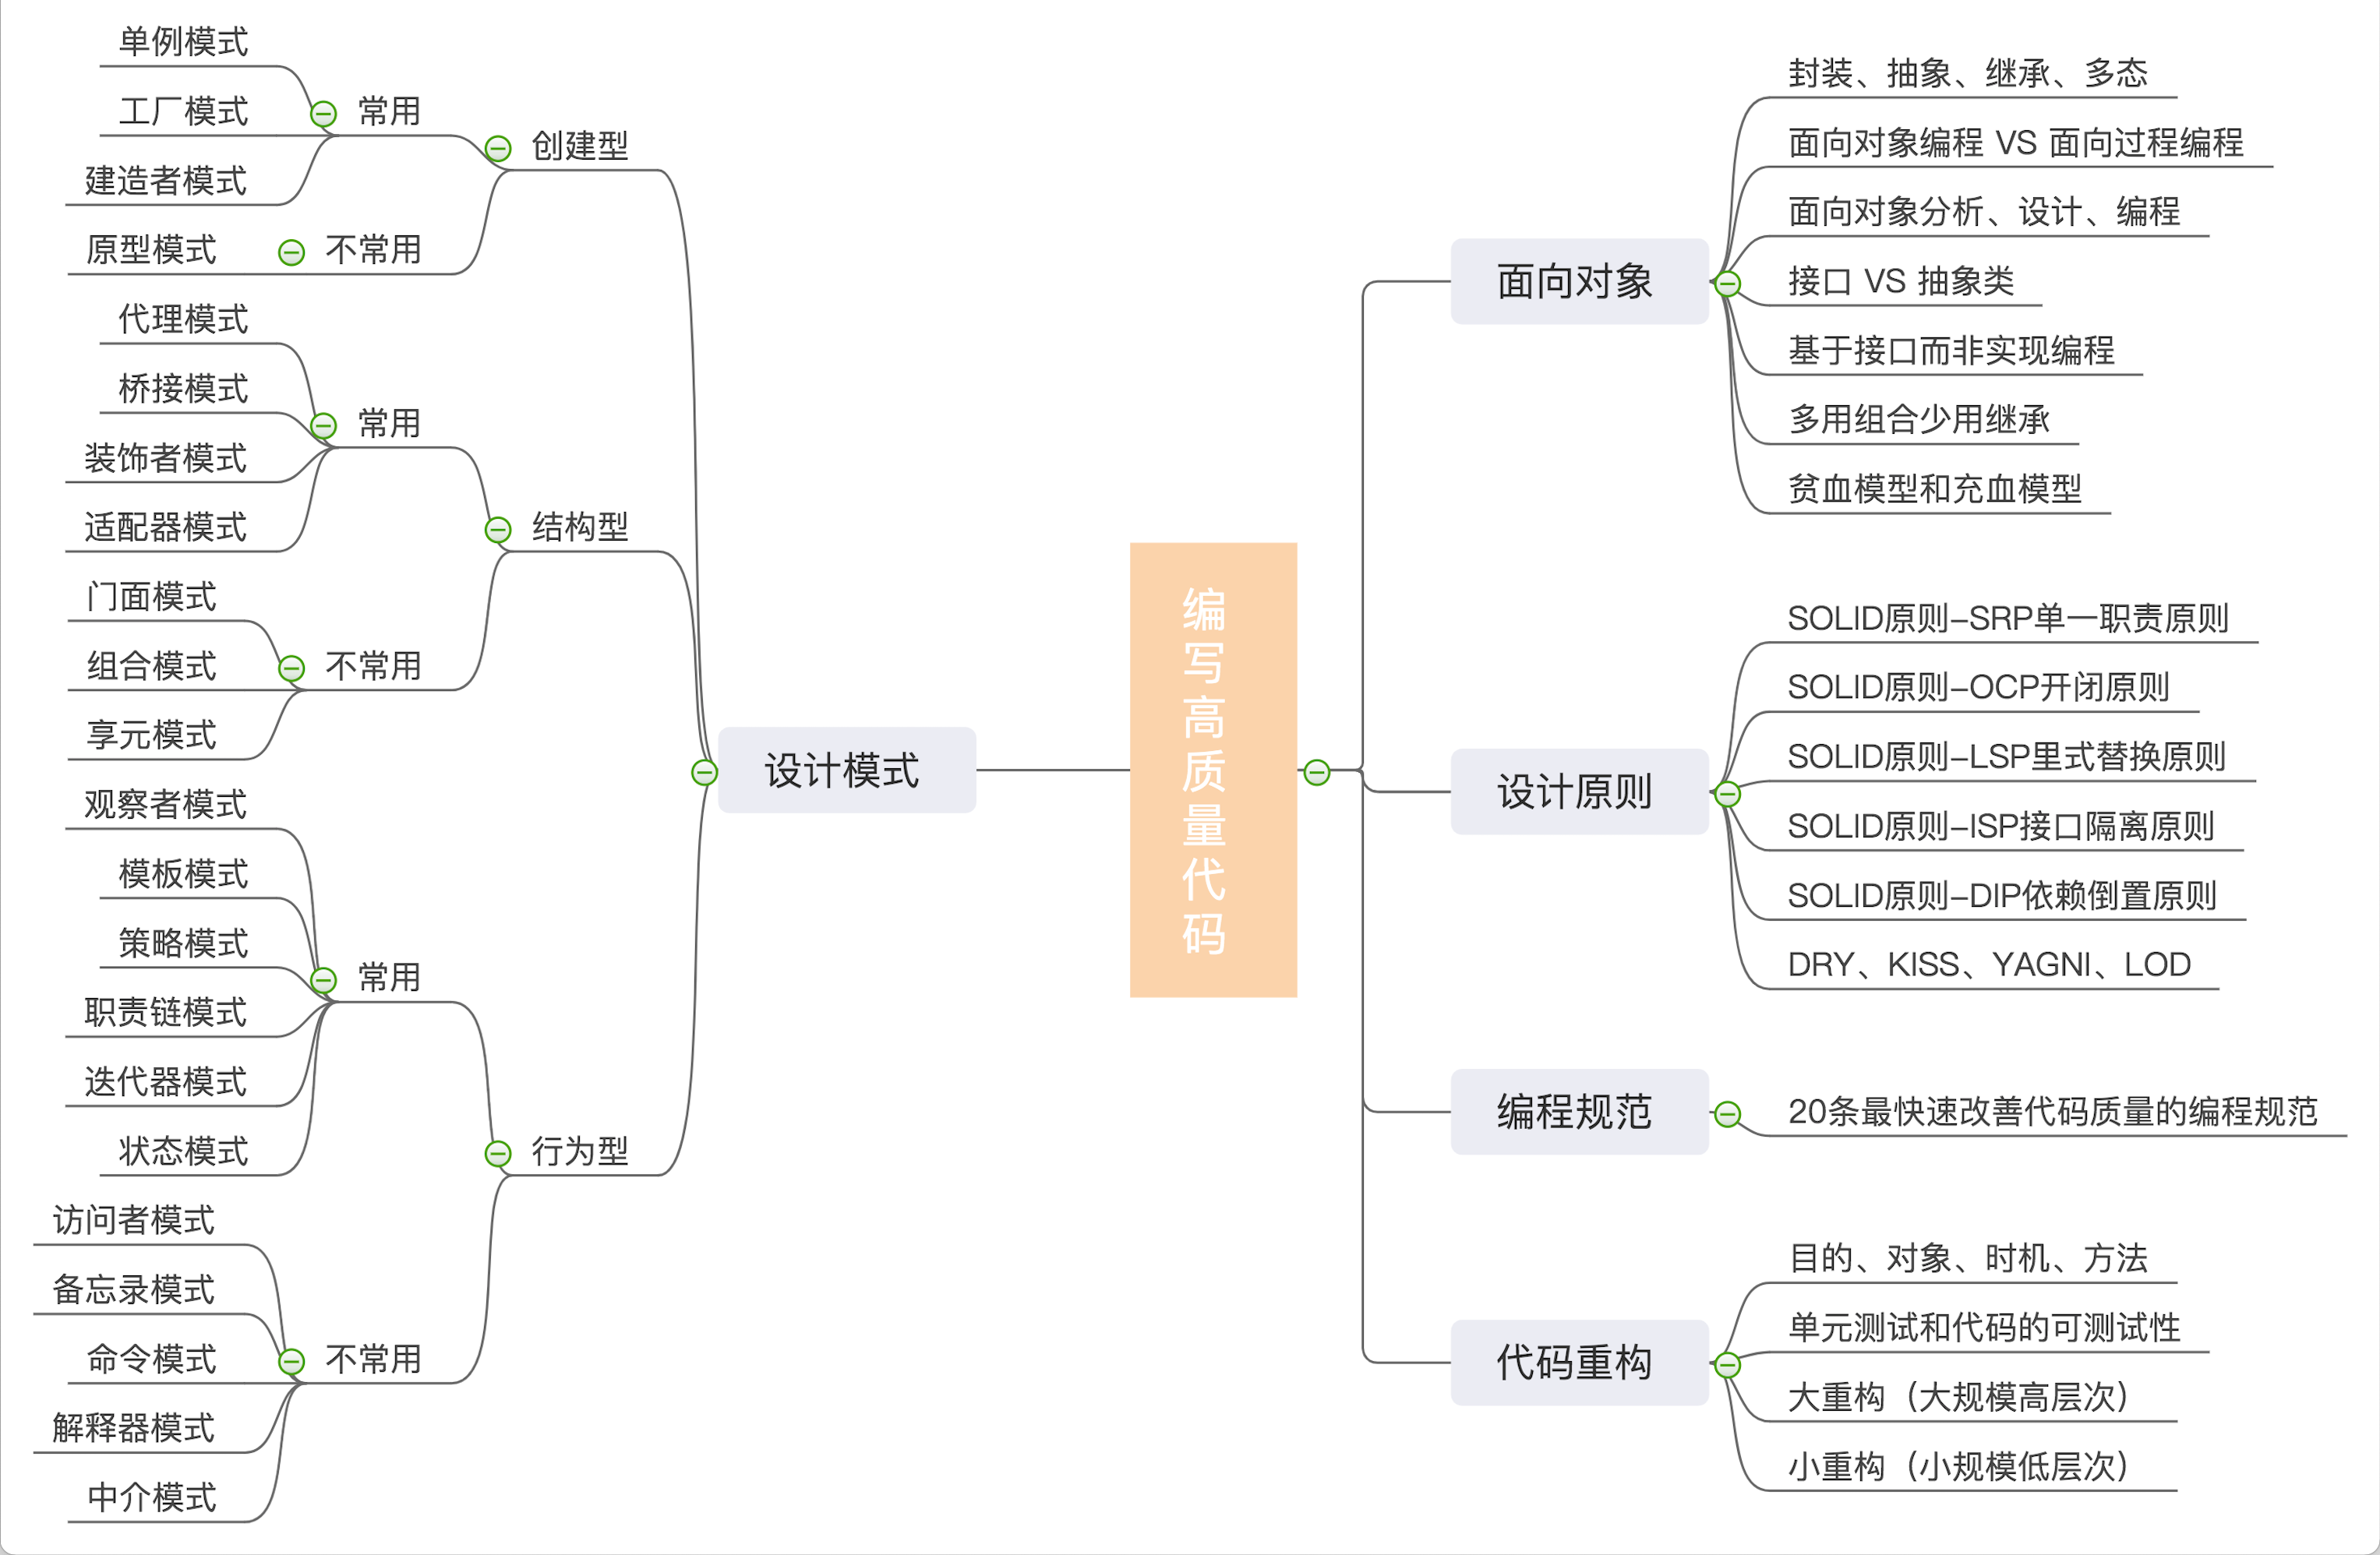 编写高质量代码
设计模式
创建型
常用
单例模式
工厂模式
建造者模式
不常用
原型模式
结构型
常用
代理模式
桥接模式
装饰者模式
适配器模式
不常用
门面模式
组合模式
享元模式
行为型
常用
观察者模式
模板模式
策略模式
职责链模式
迭代器模式
状态模式
不常用
访问者模式
备忘录模式
命令模式
解释器模式
中介模式
面向对象
封装、抽象、继承、多态
面向对象编程 VS 面向过程编程
面向对象分析、设计、编程
接口 VS 抽象类
基于接口而非实现编程
多用组合少用继承
贫血模型和充血模型
设计原则
SOLID原则-SRP单一职责原则
SOLID原则-OCP开闭原则
SOLID原则-LSP里式替换原则
SOLID原则-ISP接口隔离原则
SOLID原则-DIP依赖倒置原则
DRY、KISS、YAGNI、LOD
编程规范
20条最快速改善代码质量的编程规范
代码重构
目的、对象、时机、方法
单元测试和代码的可测试性
大重构（大规模高层次）
小重构（小规模低层次）